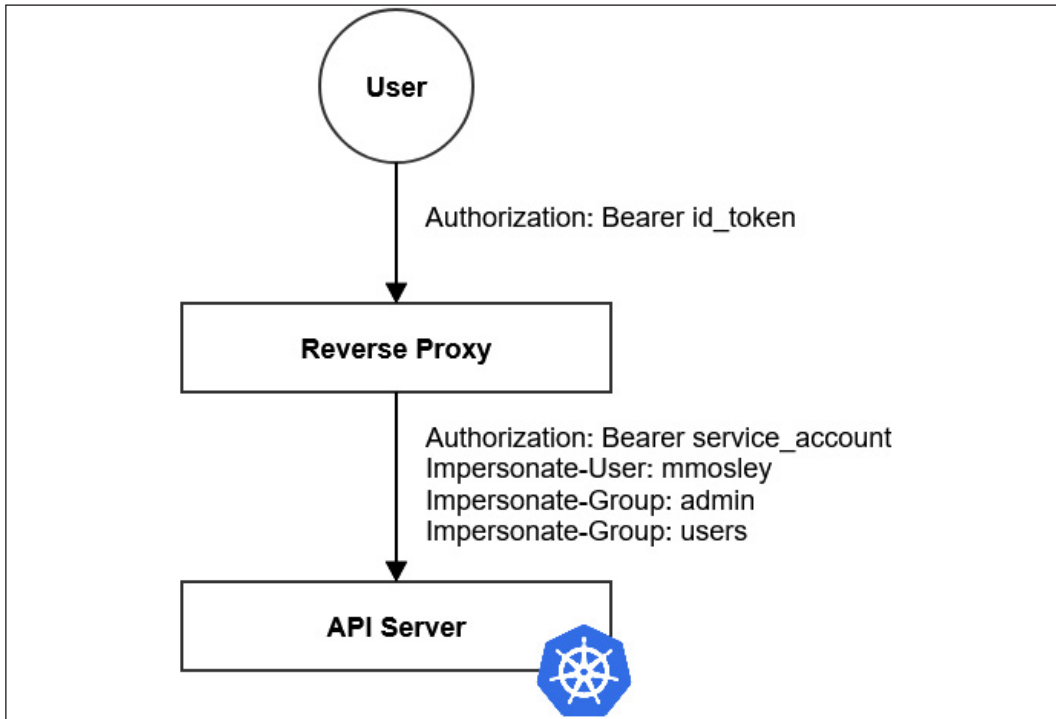 User
Authorization: Bearer id_token
Reverse Proxy
Authorization: Bearer service_account
Impersonate-User: mmosley
Impersonate-Group: admin
Impersonate-Group: users
API Server